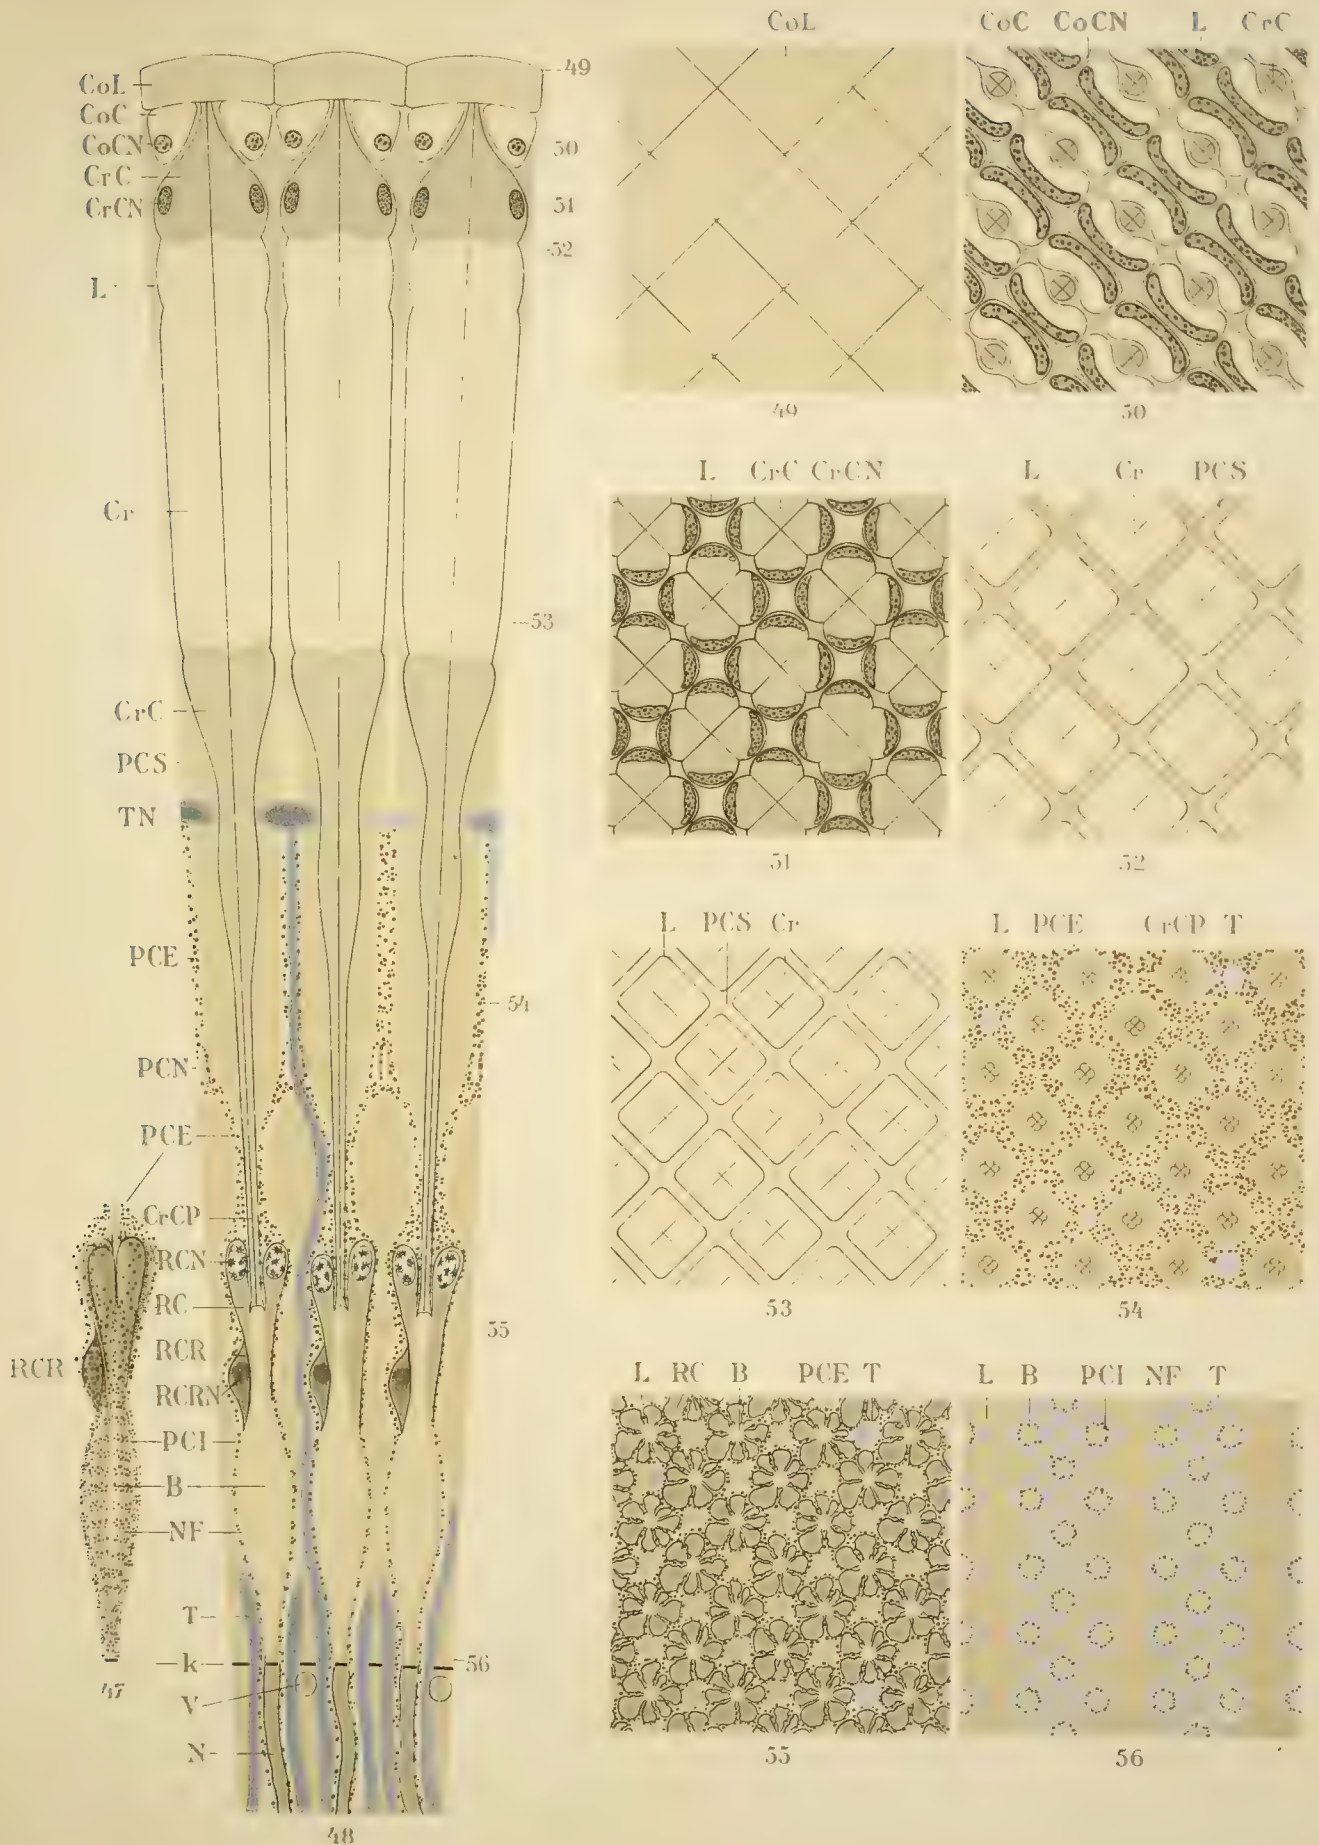 CoL
CoC
CoCN
CrC
CrCN
L
Cr
CrC
PCS
TN
PCE
PCN
PCE
CrCP
RCN
RC
RCR
RCR
RCRN
PCI
B
NF
T
k
47
V
N
48
49
50
51
52
53
54
55
56
CoL
49
CoC CoCN L CrC
50
L CrC CrCN
51
L Cr PCS
52
L PCS Cr
53
L PCE CrCP T
54
L RC B PCE T
55
L B PCI NF T
56